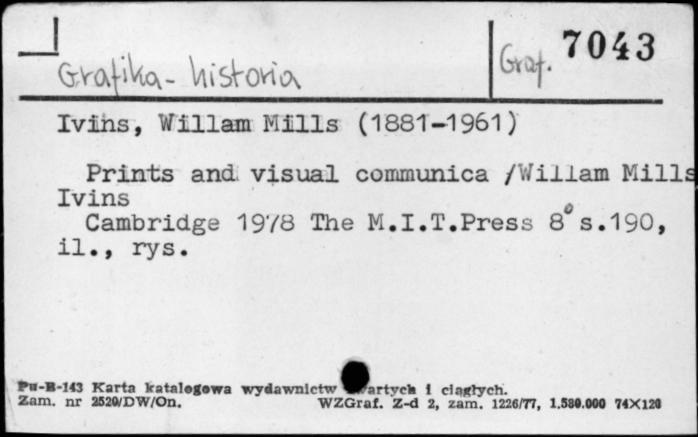 Grafika - historia
Graf. 7043
Ivins, Willam Mills (1881-1961)
Prints and visual communica /Willam Mills
Ivins
Cambridge 1978 The M.I.T.Press 8° s.190,
il., rys.
Pu-B-143 Karta katalogowa wydawnictw zwartych i ciągłych.
Zam. nr 2529/DW/On. WZGraf. Z-d 2, zam. 1226/77, 1.580.000 74X120